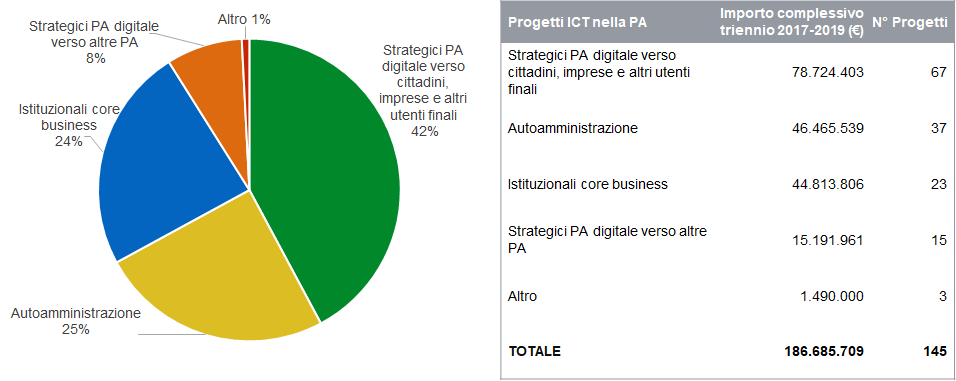 Altro 1%
Strategici PA digitale
verso altre PA
8%
Strategici PA
digitale verso
cittadini,
imprese e altri
utenti finali
42%
Istituzionali core
business
24%
Autoamministrazione
25%
Progetti ICT nella PA
Importo complessivo
triennio 2017-2019 (€)
N° Progetti
Strategici PA digitale verso
cittadini, imprese e altri utenti
finali
78.724.403
67
Autoamministrazione
46.465.539
37
Istituzionali core business
44.813.806
23
Strategici PA digitale verso altre
PA
15.191.961
15
Altro
1.490.000
3
TOTALE
186.685.709
145